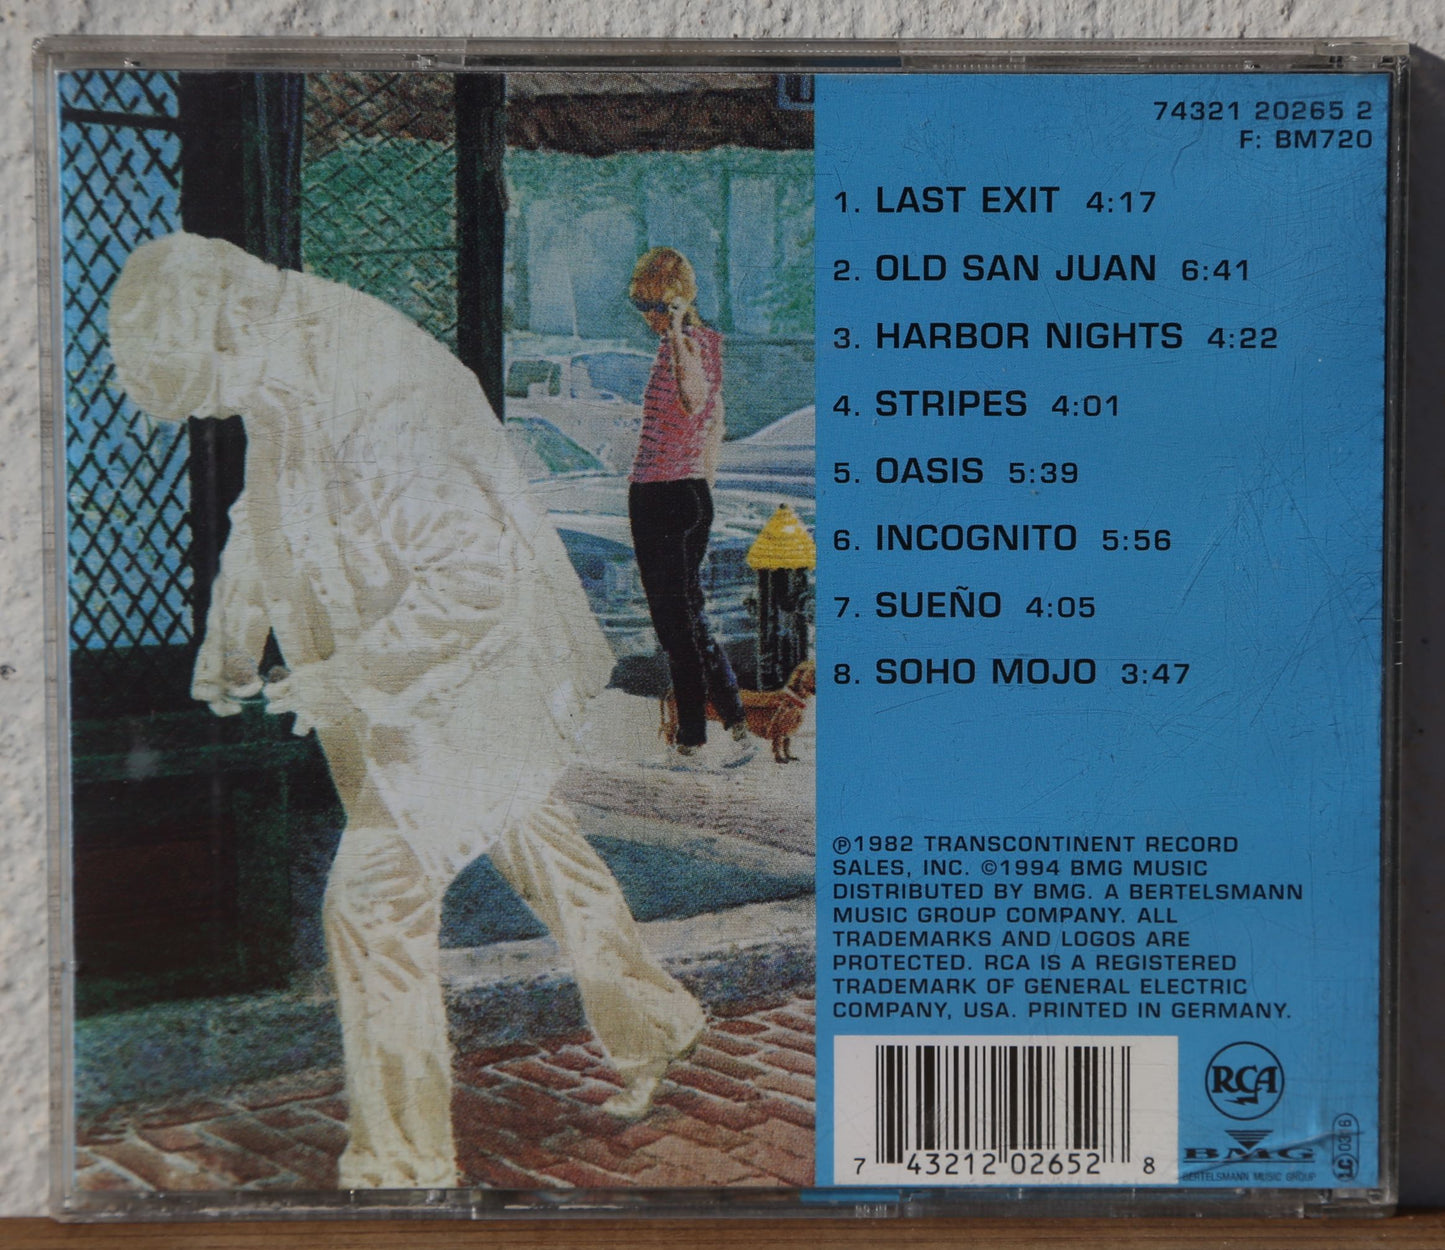 74321 20265 2
F: BM720
1. LAST EXIT 4:17
2. OLD SAN JUAN 6:41
3. HARBOR NIGHTS 4:22
4. STRIPES 4:01
5. OASIS 5:39
6. INCOGNITO 5:56
7. SUEÑO 4:05
8. SOHO MOJO 3:47
℗1982 TRANSCONTINENT RECORD
SALES, INC. ©1994 BMG MUSIC
DISTRIBUTED BY BMG. A BERTELSMANN
MUSIC GROUP COMPANY. ALL
TRADEMARKS AND LOGOS ARE
PROTECTED. RCA IS A REGISTERED
TRADEMARK OF GENERAL ELECTRIC
COMPANY, USA. PRINTED IN GERMANY.
7 43212 02652 8
RCA
BMG
BERTELSMANN MUSIC GROUP
LC 0316